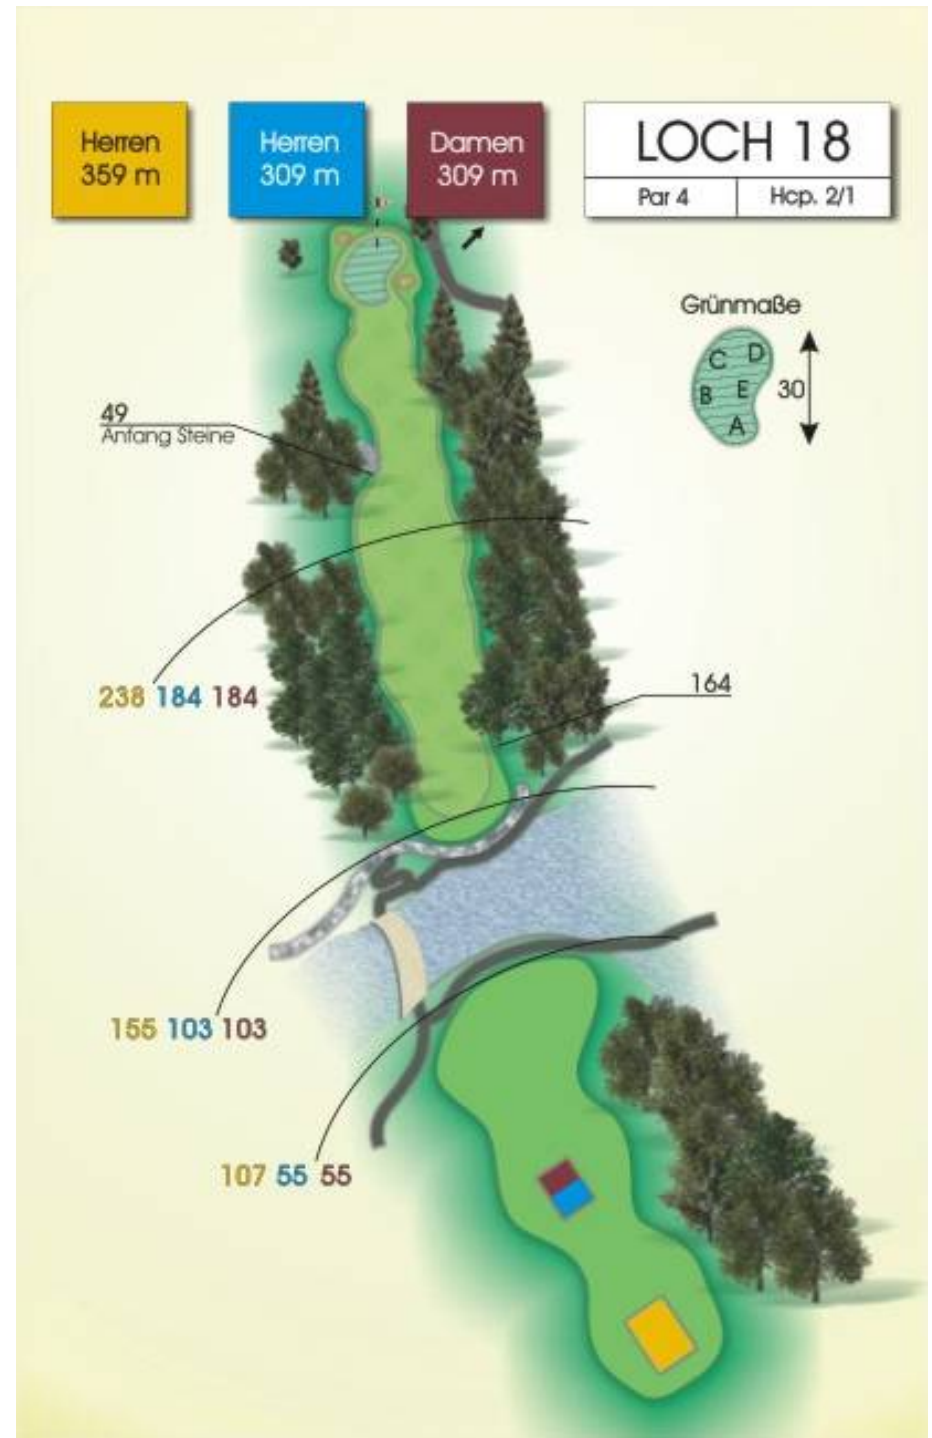 Herren
359 m
Herren
309 m
Damen
309 m
LOCH 18
Par 4
Hcp. 2/1
Grünmaße
C D
B E
A
30
49
Anfang Steine
238 184 184
164
155 103 103
107 55 55